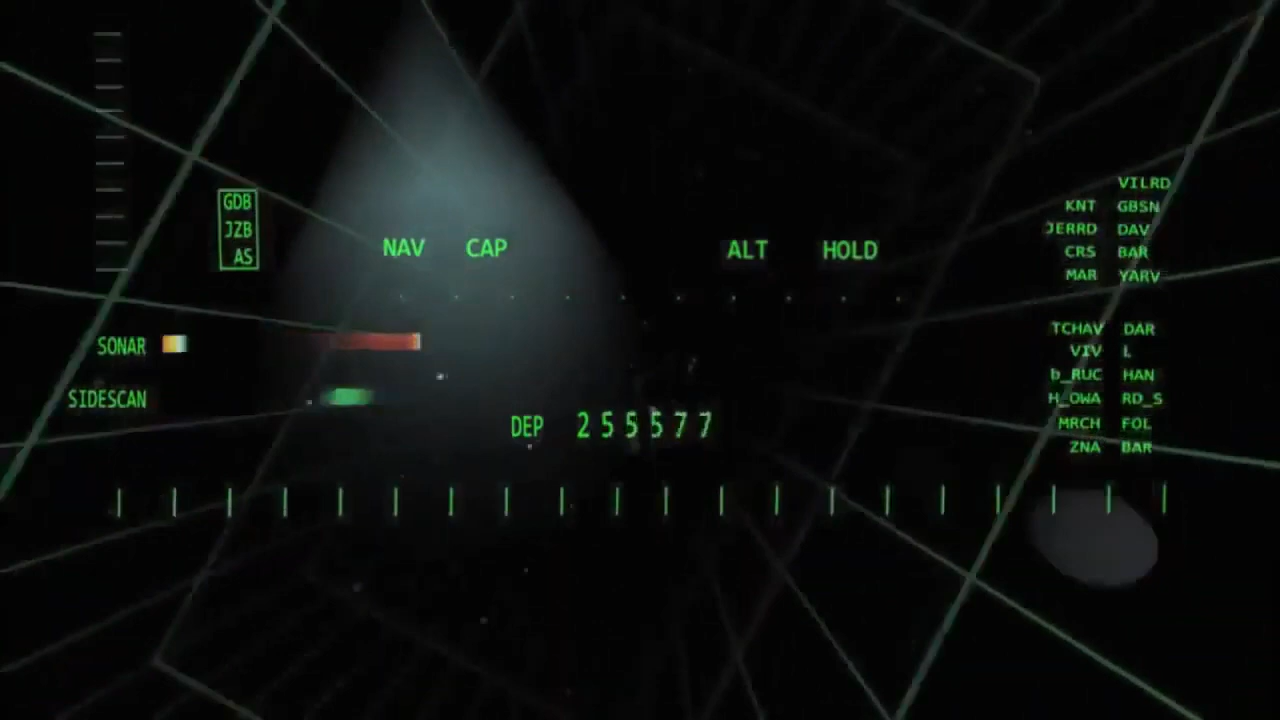 GDB
JZB
AS
NAV CAP
ALT HOLD
SONAR
SIDESCAN
DEP 255577
VILRD
KNT GBSN
JERRD DAV
CRS BAR
MAR YARV
TCHAV DAR
VIV L
b_RUC HAN
H_OWA RD_S
MRCH FOL
ZNA BAR